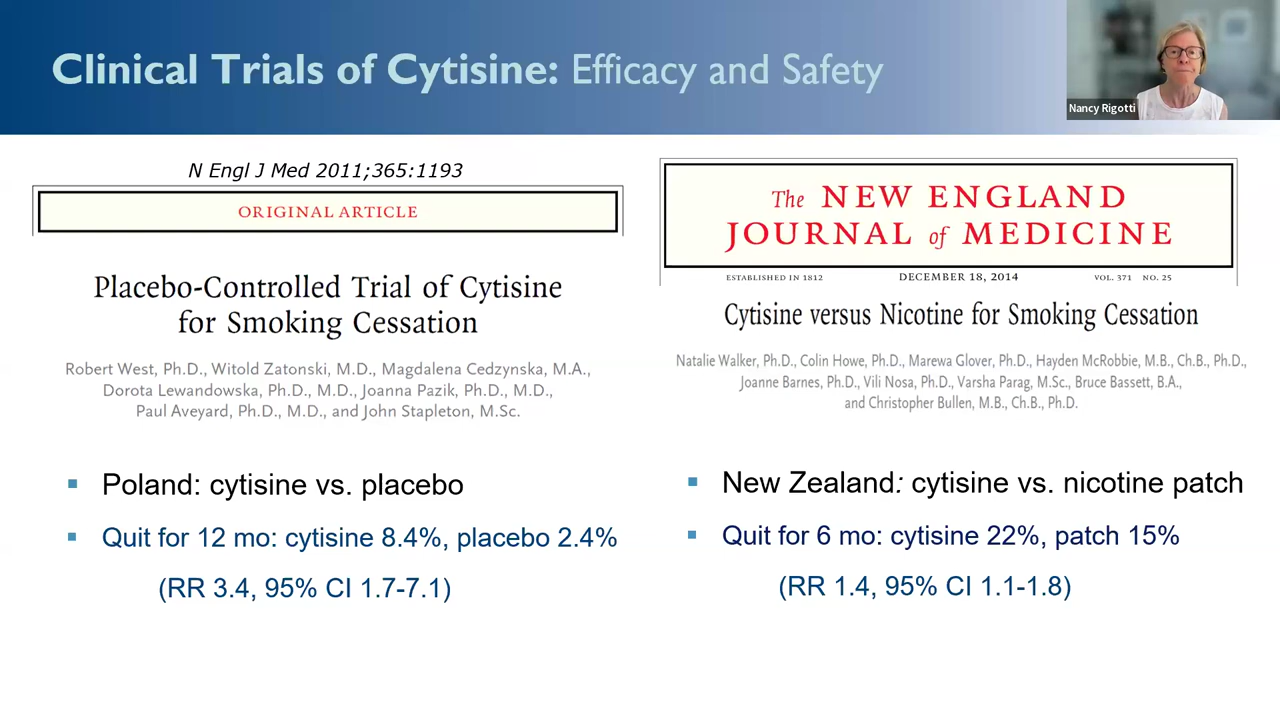 Clinical Trials of Cytisine: Efficacy and Safety
Nancy Rigotti
N Engl J Med 2011;365:1193
ORIGINAL ARTICLE
Placebo-Controlled Trial of Cytisine
for Smoking Cessation
Robert West, Ph.D., Witold Zatonski, M.D., Magdalena Cedzynska, M.A.,
Dorota Lewandowska, Ph.D., M.D., Joanna Pazik, Ph.D., M.D.,
Paul Aveyard, Ph.D., M.D., and John Stapleton, M.Sc.
Poland: cytisine vs. placebo
Quit for 12 mo: cytisine 8.4%, placebo 2.4%
(RR 3.4, 95% CI 1.7-7.1)
The NEW ENGLAND
JOURNAL of MEDICINE
ESTABLISHED IN 1812 DECEMBER 18, 2014 VOL. 371 NO. 25
Cytisine versus Nicotine for Smoking Cessation
Natalie Walker, Ph.D., Colin Howe, Ph.D., Marewa Glover, Ph.D., Hayden McRobbie, M.B., Ch.B., Ph.D.,
Joanne Barnes, Ph.D., Vili Nosa, Ph.D., Varsha Parag, M.Sc., Bruce Bassett, B.A.,
and Christopher Bullen, M.B., Ch.B., Ph.D.
New Zealand: cytisine vs. nicotine patch
Quit for 6 mo: cytisine 22%, patch 15%
(RR 1.4, 95% CI 1.1-1.8)